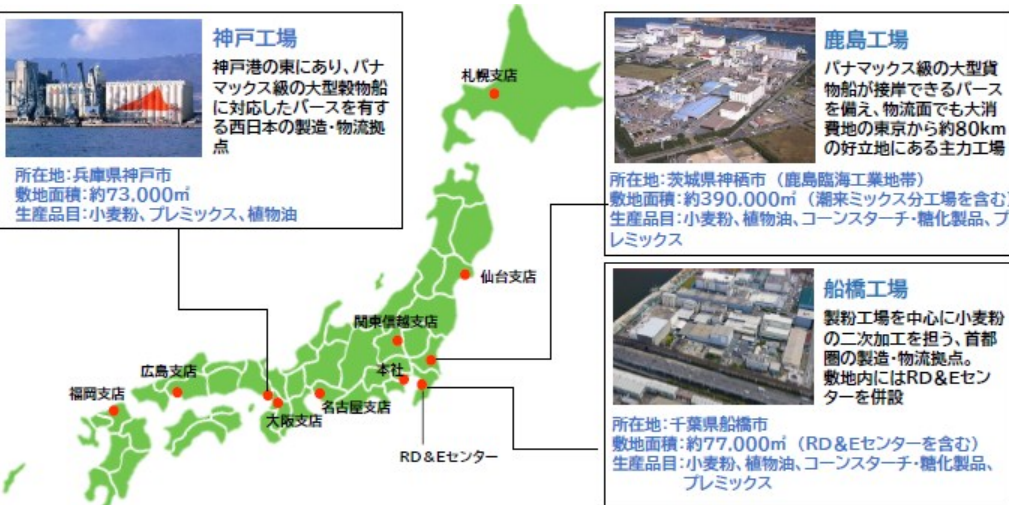 神戸工場
神戸港の東にあり、パナ
マックス級の大型穀物船
に対応したバースを有す
る西日本の製造・物流拠
点
所在地:兵庫県神戸市
敷地面積:約73,000㎡
生産品目:小麦粉、プレミックス、植物油
鹿島工場
パナマックス級の大型貨
物船が接岸できるバース
を備え、物流面でも大消
費地の東京から約80km
の好立地にある主力工場
所在地:茨城県神栖市 (鹿島臨海工業地帯)
敷地面積:約390,000㎡ (潮来ミックス分工場を含む)
生産品目:小麦粉、植物油、コーンスターチ・糖化製品、プ
レミックス
船橋工場
製粉工場を中心に小麦粉
の二次加工を担う、首都
圏の製造・物流拠点。
敷地内にはRD&Eセン
ターを併設
所在地:千葉県船橋市
敷地面積:約77,000㎡ (RD&Eセンターを含む)
生産品目:小麦粉、植物油、コーンスターチ・糖化製品、
プレミックス
札幌支店
仙台支店
関東信越支店
本社
広島支店
福岡支店
名古屋支店
大阪支店
RD&Eセンター